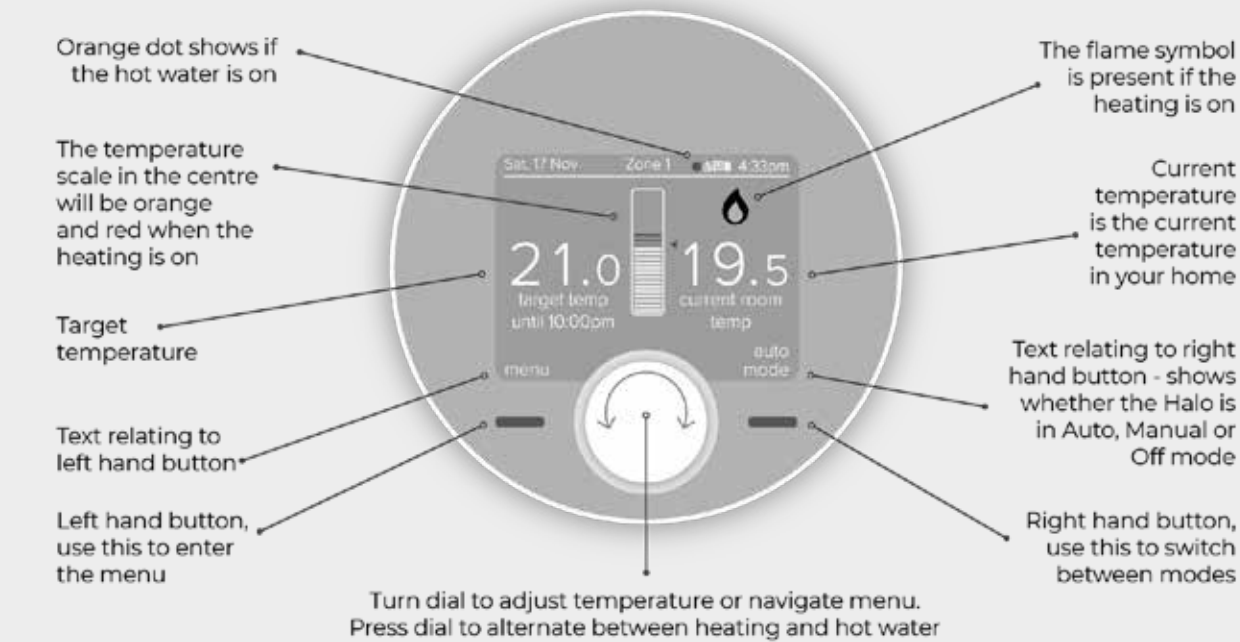 Orange dot shows if
the hot water is on
The temperature
scale in the centre
will be orange
and red when the
heating is on
Target
temperature
Text relating to
left hand button
Left hand button,
use this to enter
the menu
Sat, 17 Nov Zone 1 4:33pm
21.0
target temp
until 10:00pm
19.5
current room
temp
menu
auto
mode
The flame symbol
is present if the
heating is on
Current
temperature
is the current
temperature
in your home
Text relating to right
hand button - shows
whether the Halo is
in Auto, Manual or
Off mode
Right hand button,
use this to switch
between modes
Turn dial to adjust temperature or navigate menu.
Press dial to alternate between heating and hot water